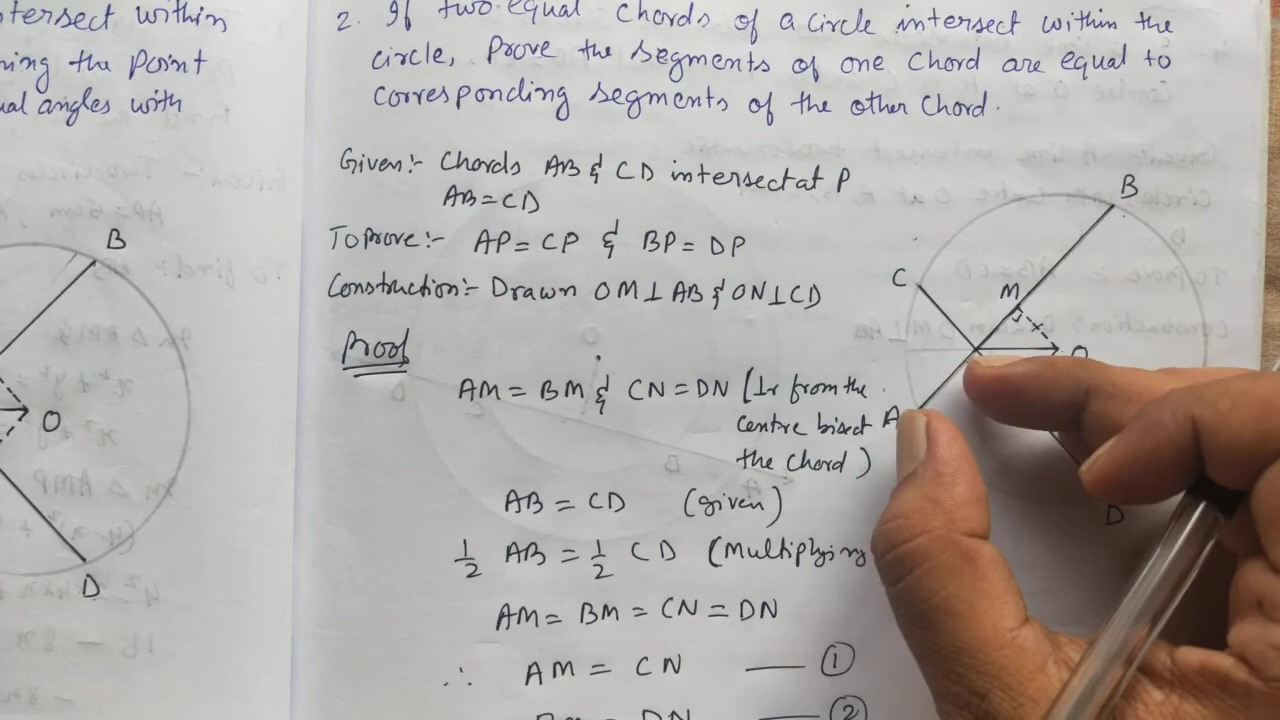 tersect within
ning the Point
ual angles with
B
O
D
2. If two equal Chords of a circle intersect within the
circle, Prove the segments of one Chord are equal to
corresponding segments of the other Chord.
Given:- Chords AB & CD intersect at P
AB = CD
To Prove:- AP = CP & BP = DP
Construction:- Drawn OM ⊥ AB & ON ⊥ CD
Proof
AM = BM & CN = DN [⊥r from the
centre bisect
the Chord)
AB = CD (given)
1/2 AB = 1/2 CD (Multiplying
AM = BM = CN = DN
∴ AM = CN —— ①
DN —— ②
B
C
M
O
A
D